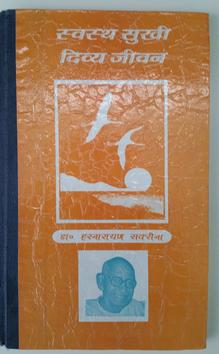 स्वस्थ सुखी
दिव्य जीवन
डा० हरनारायण सक्सैना